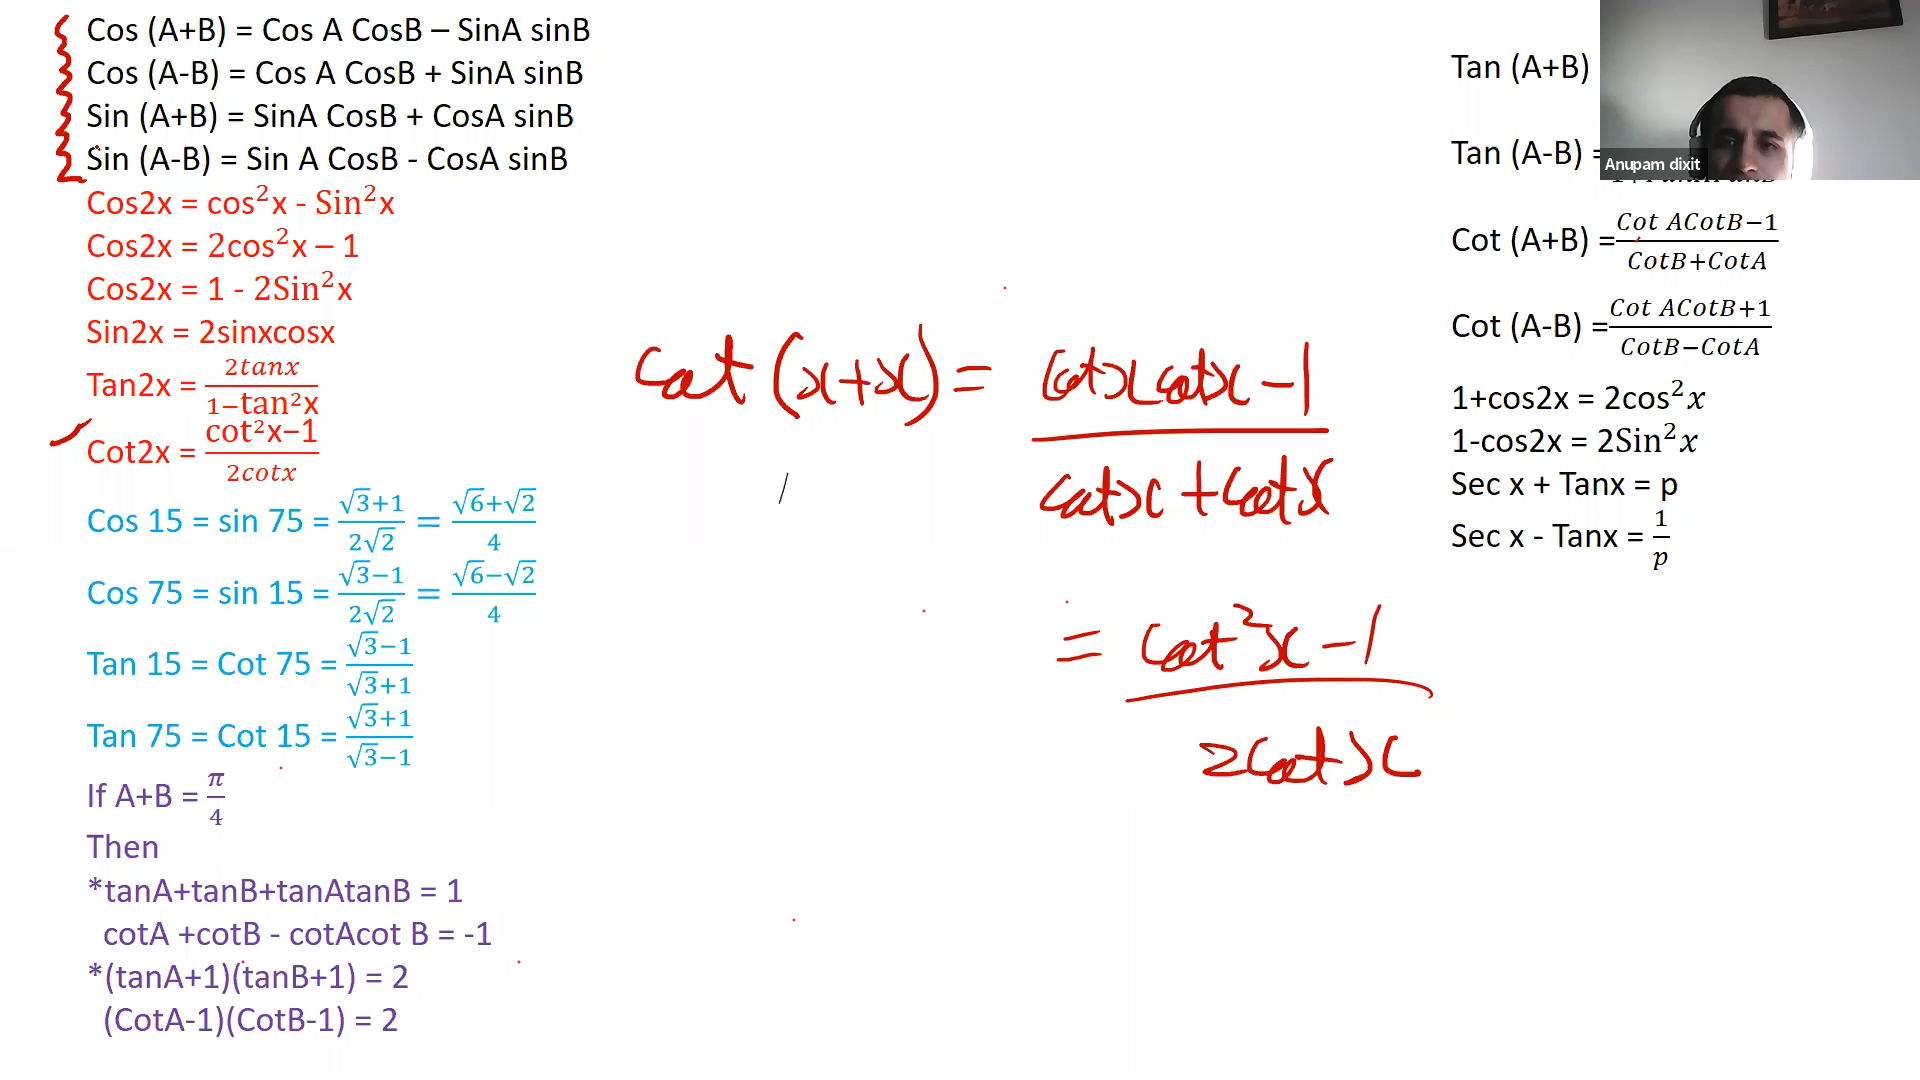 Cos (A+B) = Cos A CosB – SinA sinB
Cos (A-B) = Cos A CosB + SinA sinB
Sin (A+B) = SinA CosB + CosA sinB
Sin (A-B) = Sin A CosB - CosA sinB
Cos2x = cos²x - Sin²x
Cos2x = 2cos²x – 1
Cos2x = 1 - 2Sin²x
Sin2x = 2sinxcosx
Tan2x = 2tanx / 1−tan²x
Cot2x = cot²x−1 / 2cotx
Cos 15 = sin 75 = √3+1 / 2√2 = √6+√2 / 4
Cos 75 = sin 15 = √3−1 / 2√2 = √6−√2 / 4
Tan 15 = Cot 75 = √3−1 / √3+1
Tan 75 = Cot 15 = √3+1 / √3−1
If A+B = π / 4
Then
*tanA+tanB+tanAtanB = 1
cotA +cotB - cotAcot B = -1
*(tanA+1)(tanB+1) = 2
(CotA-1)(CotB-1) = 2
cot (x+x) = cotx cotx − 1 / cotx + cotx
= cot²x − 1 / 2cotx
Tan (A+B)
Tan (A-B) =
Cot (A+B) = Cot ACotB−1 / CotB+CotA
Cot (A-B) = Cot ACotB+1 / CotB−CotA
1+cos2x = 2cos²x
1-cos2x = 2Sin²x
Sec x + Tanx = p
Sec x - Tanx = 1 / p
Anupam dixit